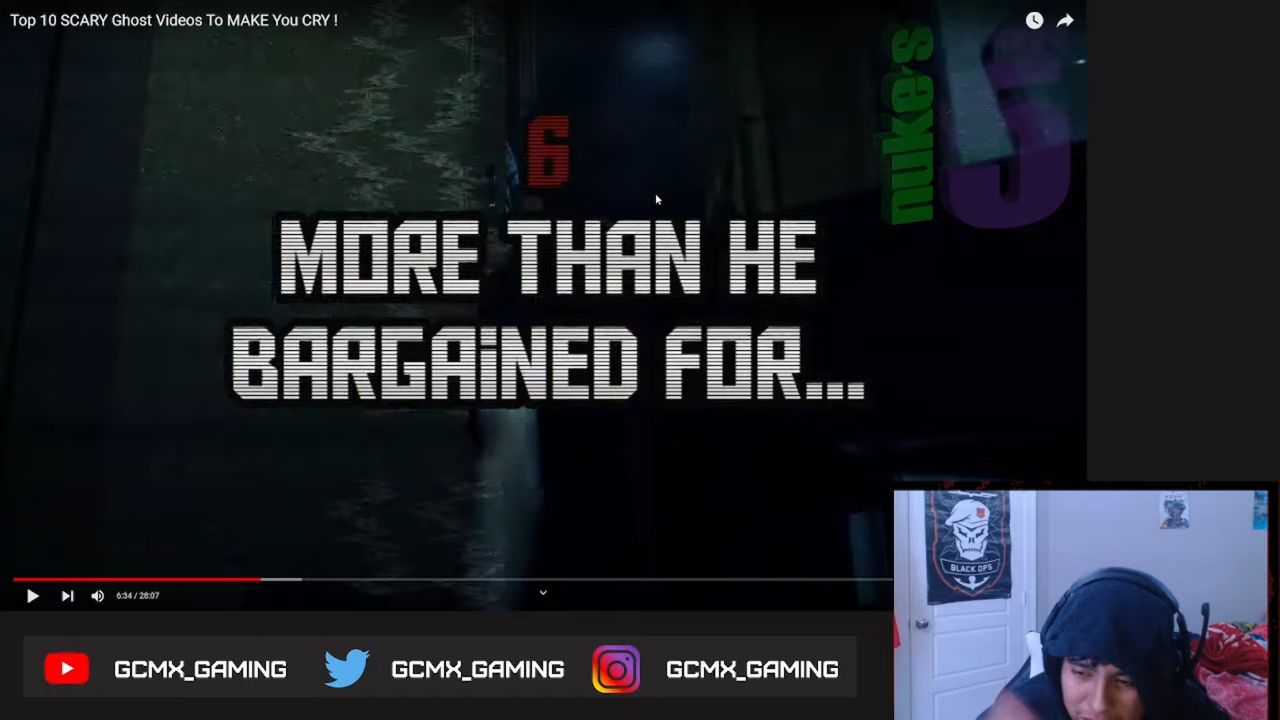 Top 10 SCARY Ghost Videos To MAKE You CRY !
nuke's
6
MORE THAN HE
BARGAiNED FOR...
6:34 / 28:07
BLACK OPS
GCMX_GAMING
GCMX_GAMING
GCMX_GAMING